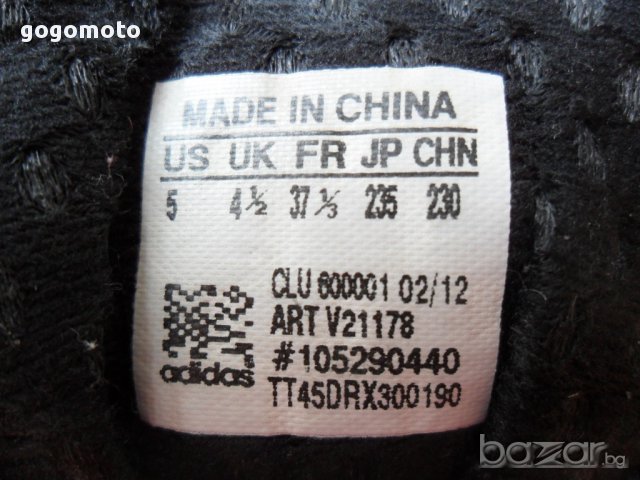 gogomoto
MADE IN CHINA
US UK FR JP CHN
5 4½ 37⅓ 235 230
CLU 600001 02/12
ART V21178
#105290440
TT45DRX300190
adidas
bazar.bg